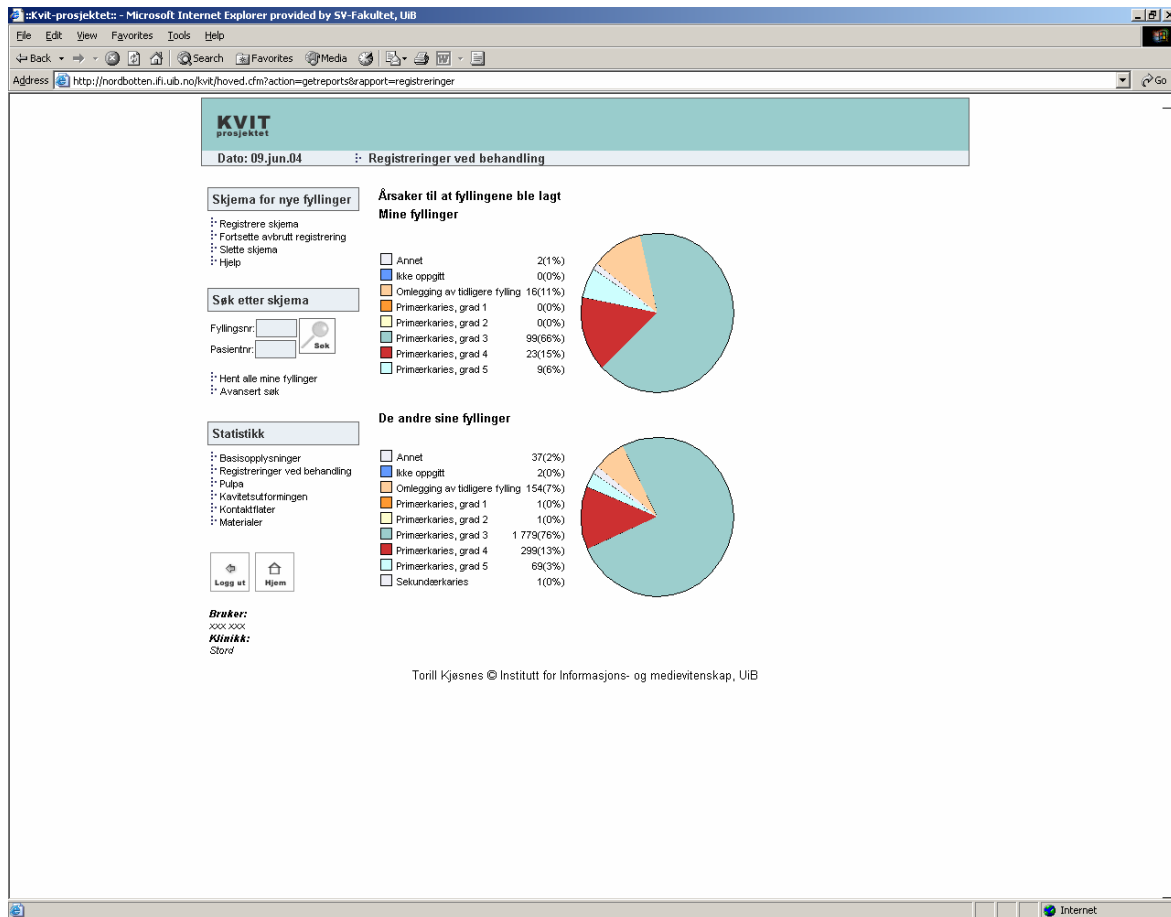 ::Kvit-prosjektet:: - Microsoft Internet Explorer provided by SV-Fakultet, UiB
File Edit View Favorites Tools Help
Back Search Favorites Media
Address http://nordbotten.ifi.uib.no/kvit/hoved.cfm?action=getreports&rapport=registreringer Go
KVIT
prosjektet
Dato: 09.jun.04 Registreringer ved behandling
Skjema for nye fyllinger
Registrere skjema
Fortsette avbrutt registrering
Slette skjema
Hjelp
Søk etter skjema
Fyllingsnr:
Pasientnr:
Søk
Hent alle mine fyllinger
Avansert søk
Statistikk
Basisopplysninger
Registreringer ved behandling
Pulpa
Kavitetsutformingen
Kontaktflater
Materialer
Logg ut Hjem
Bruker:
xxx xxx
Klinikk:
Stord
Årsaker til at fyllingene ble lagt
Mine fyllinger
Annet 2(1%)
Ikke oppgitt 0(0%)
Omlegging av tidligere fylling 16(11%)
Primærkaries, grad 1 0(0%)
Primærkaries, grad 2 0(0%)
Primærkaries, grad 3 99(66%)
Primærkaries, grad 4 23(15%)
Primærkaries, grad 5 9(6%)
De andre sine fyllinger
Annet 37(2%)
Ikke oppgitt 2(0%)
Omlegging av tidligere fylling 154(7%)
Primærkaries, grad 1 1(0%)
Primærkaries, grad 2 1(0%)
Primærkaries, grad 3 1 779(76%)
Primærkaries, grad 4 299(13%)
Primærkaries, grad 5 69(3%)
Sekundærkaries 1(0%)
Torill Kjøsnes © Institutt for Informasjons- og medievitenskap, UiB
Internet